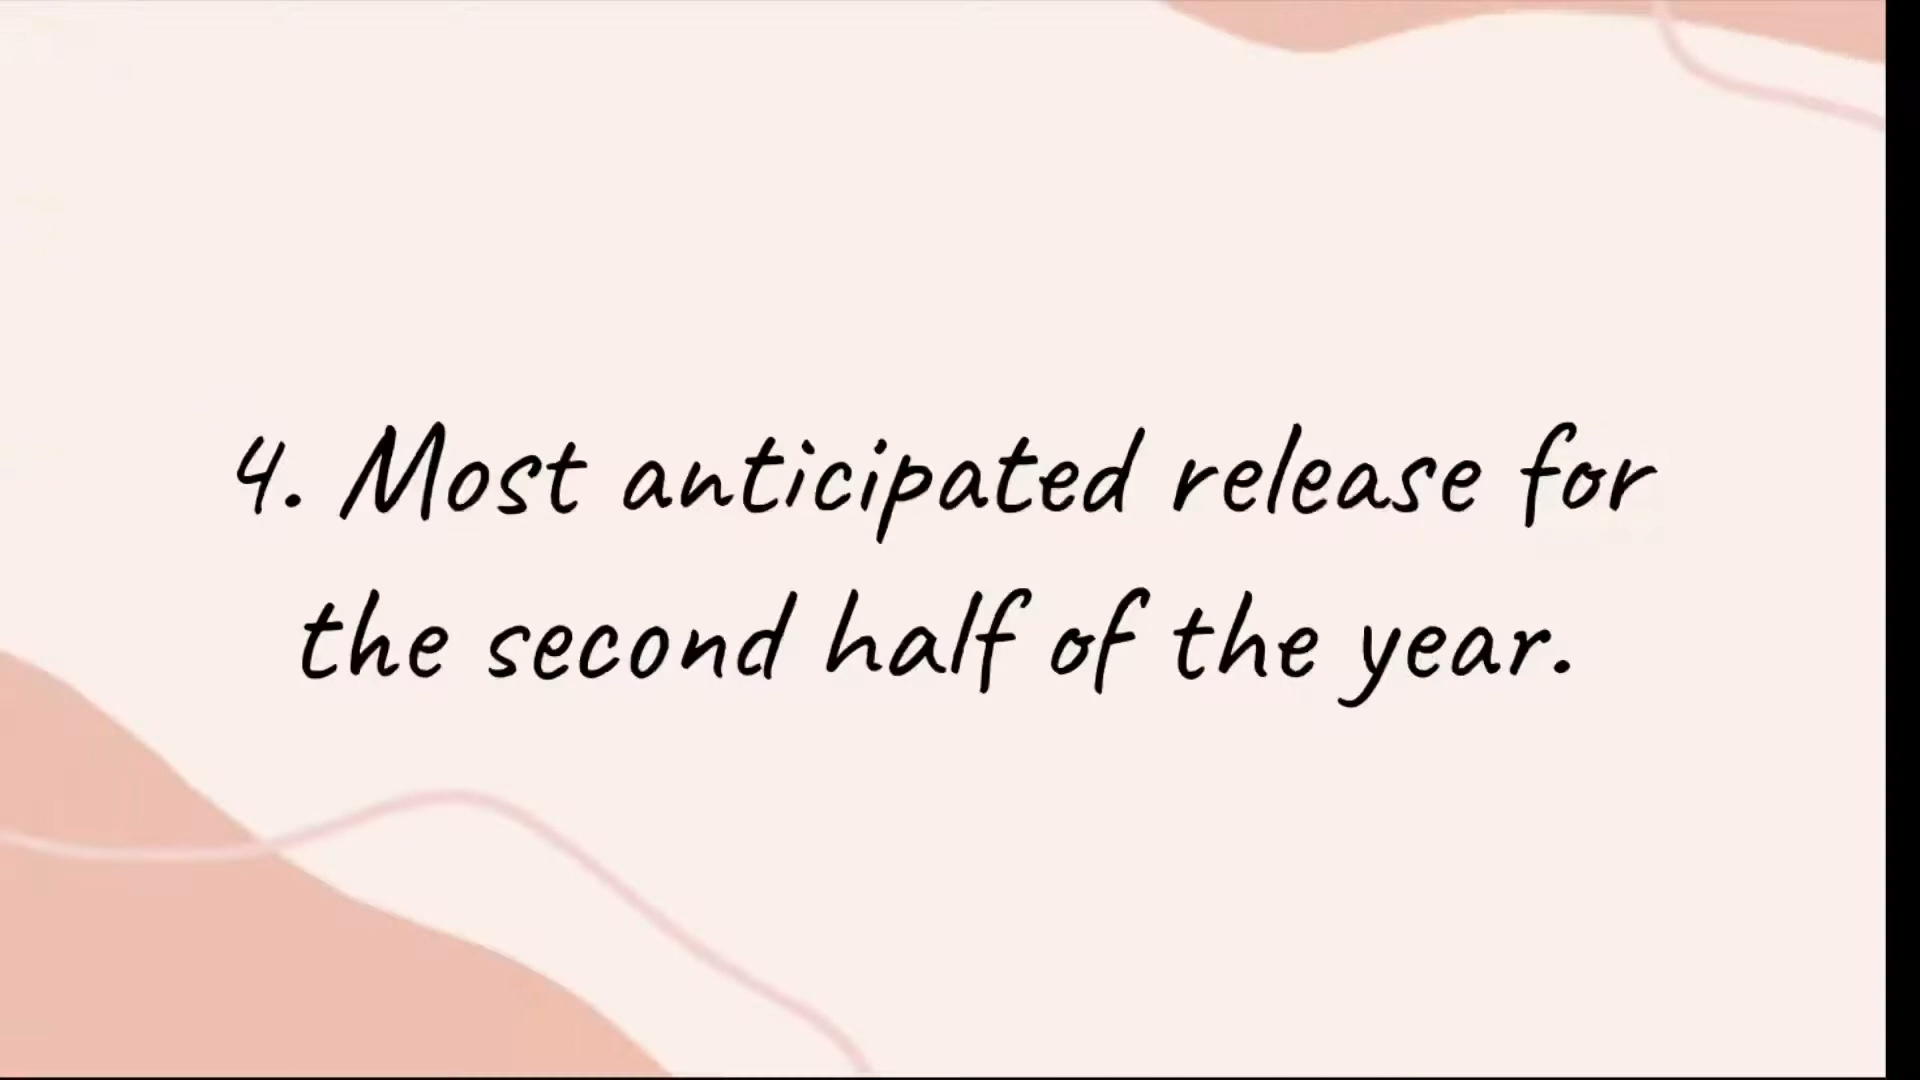 4. Most anticipated release for
the second half of the year.